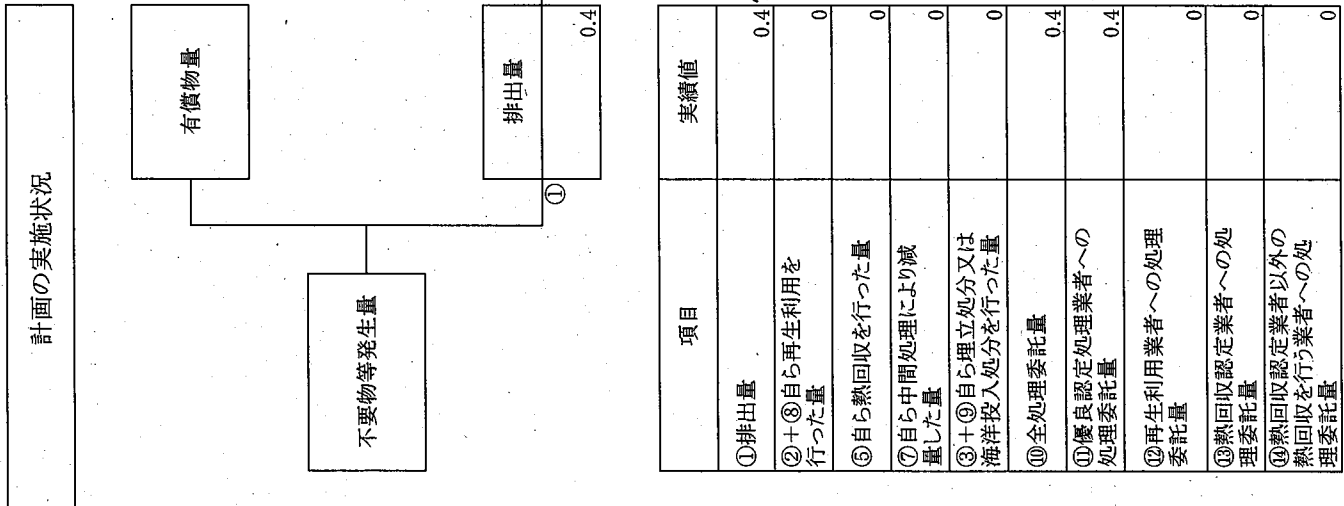 計画の実施状況
有償物量
不要物等発生量
排出量
①
0.4
項目
実績値
①排出量
0.4
②+⑧自ら再生利用を
行った量
0
⑤自ら熱回収を行った量
0
⑦自ら中間処理により減
量した量
0
③+⑨自ら埋立処分又は
海洋投入処分を行った量
0
⑩全処理委託量
0.4
⑪優良認定処理業者への
処理委託量
0.4
⑫再生利用業者への処理
委託量
0
⑬熱回収認定業者への処
理委託量
0
⑭熱回収認定業者以外の
熱回収を行う業者への処
理委託量
0